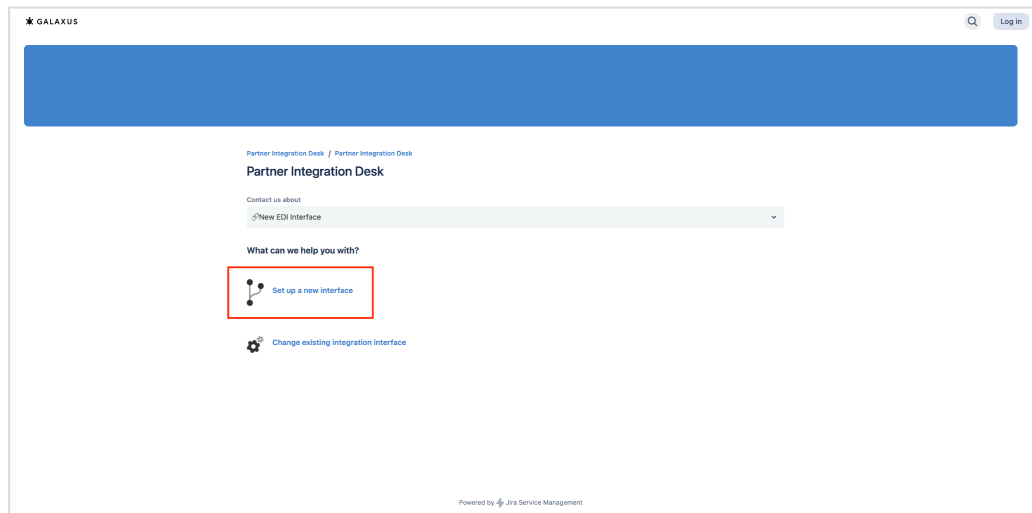 GALAXUS
Log in
Partner Integration Desk / Partner Integration Desk
Partner Integration Desk
Contact us about
New EDI Interface
What can we help you with?
Set up a new interface
Change existing integration interface
Powered by Jira Service Management